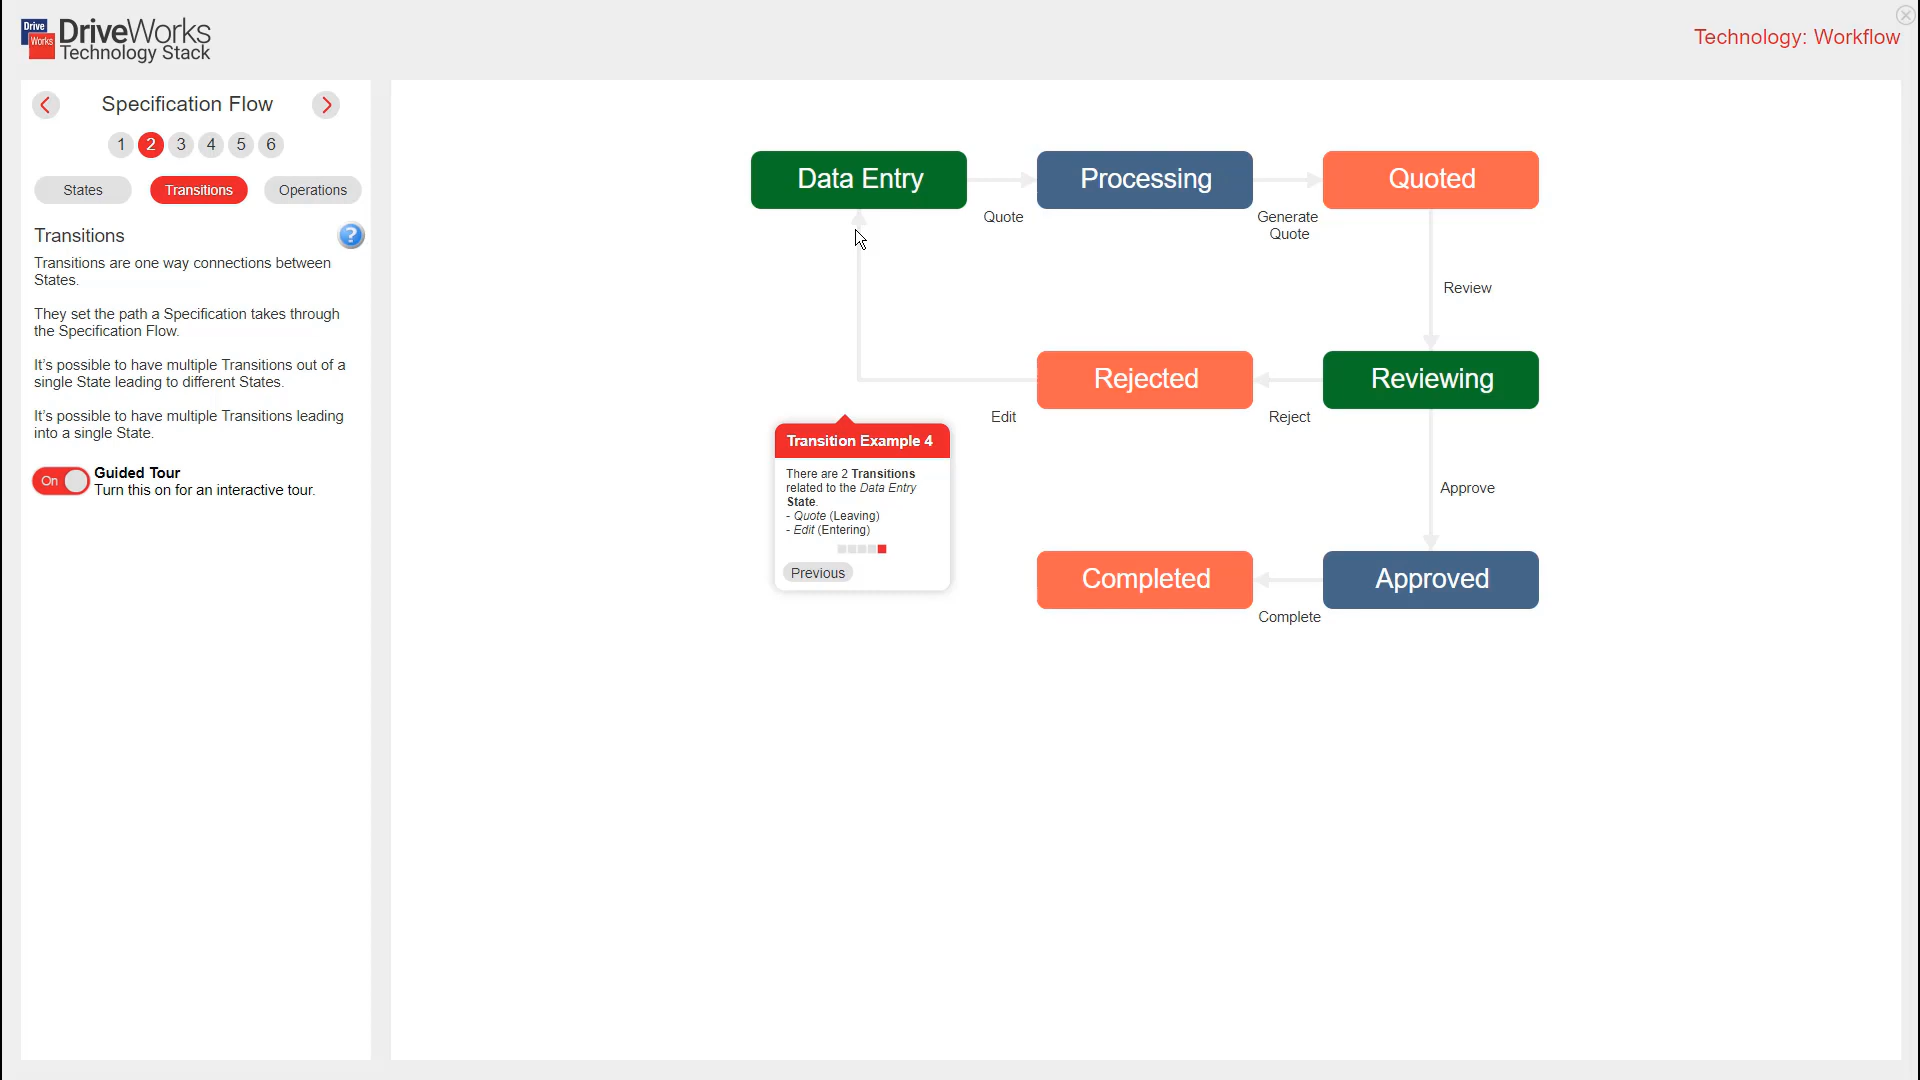 Drive
Works
DriveWorks
Technology Stack
Technology: Workflow
Specification Flow
1 2 3 4 5 6
States Transitions Operations
Transitions
?
Transitions are one way connections between
States.
They set the path a Specification takes through
the Specification Flow.
It's possible to have multiple Transitions out of a
single State leading to different States.
It's possible to have multiple Transitions leading
into a single State.
On
Guided Tour
Turn this on for an interactive tour.
Data Entry
Quote
Processing
Generate
Quote
Quoted
Review
Rejected
Reviewing
Edit
Reject
Transition Example 4
There are 2 Transitions
related to the Data Entry
State.
- Quote (Leaving)
- Edit (Entering)
Previous
Approve
Completed
Approved
Complete